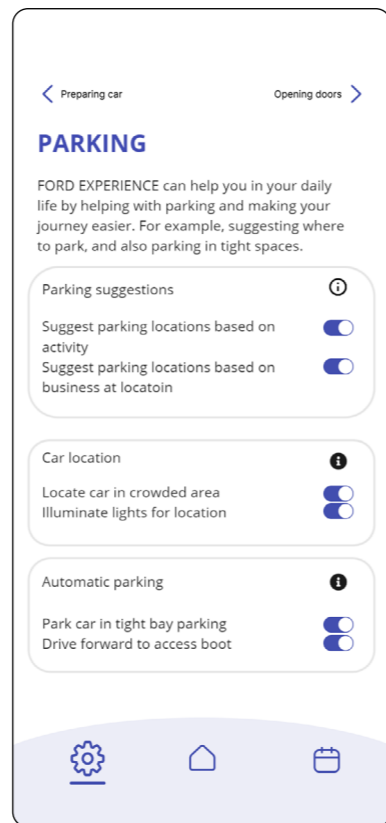 Preparing car
Opening doors
PARKING
FORD EXPERIENCE can help you in your daily
life by helping with parking and making your
journey easier. For example, suggesting where
to park, and also parking in tight spaces.
Parking suggestions
Suggest parking locations based on
activity
Suggest parking locations based on
business at locatoin
Car location
Locate car in crowded area
Illuminate lights for location
Automatic parking
Park car in tight bay parking
Drive forward to access boot